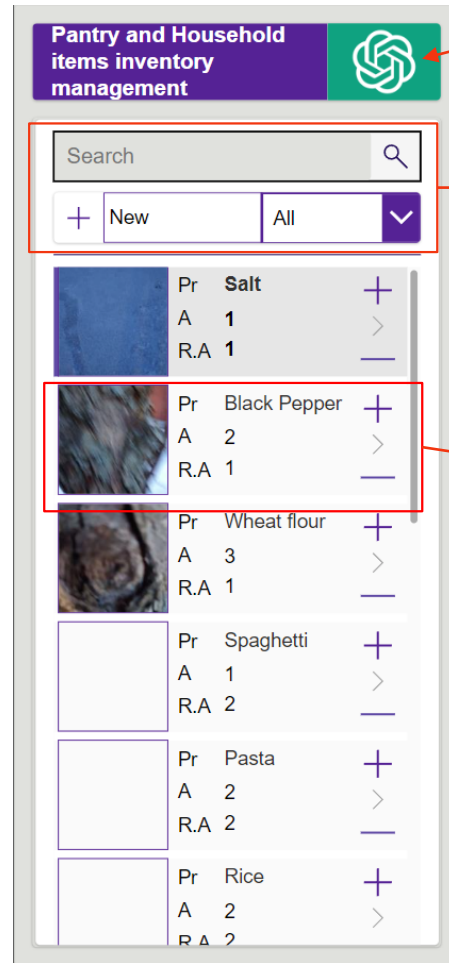 Pantry and Household
items inventory
management
Search
New
All
Pr Salt
A 1
R.A 1
Pr Black Pepper
A 2
R.A 1
Pr Wheat flour
A 3
R.A 1
Pr Spaghetti
A 1
R.A 2
Pr Pasta
A 2
R.A 2
Pr Rice
A 2
R.A 2